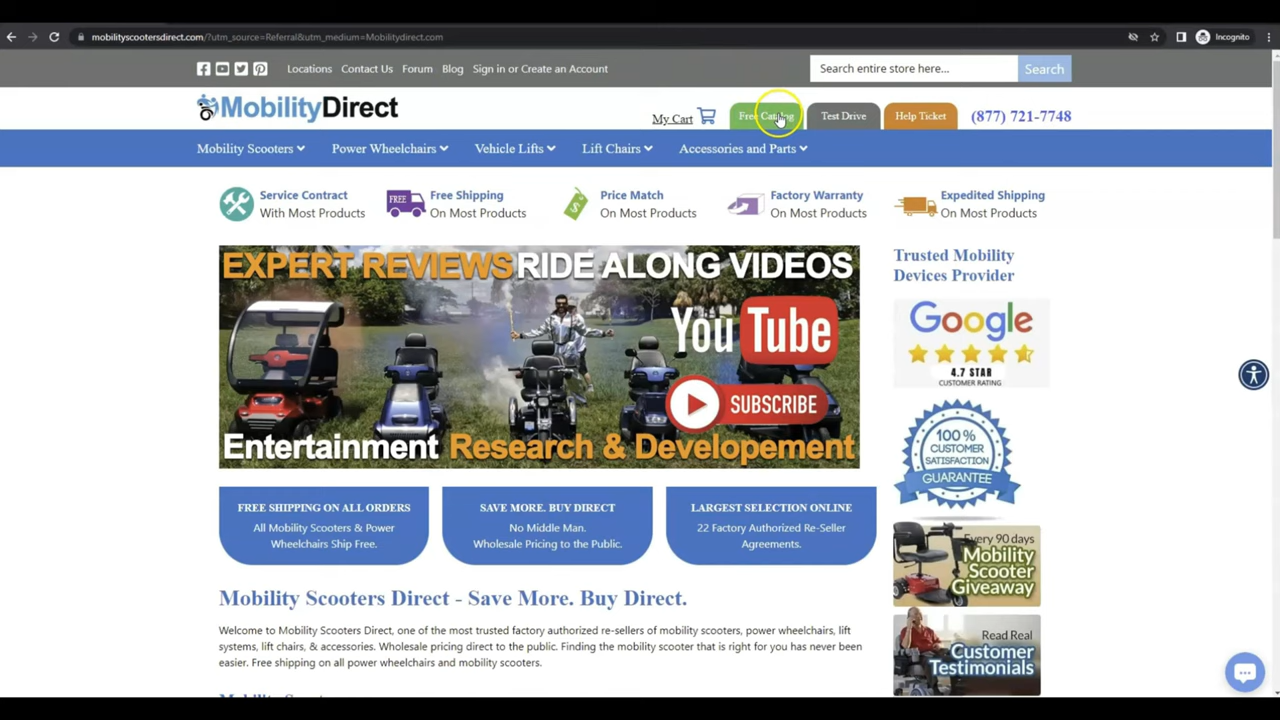 mobilityscootersdirect.com/?utm_source=Referral&utm_medium=Mobilitydirect.com
Incognito
Locations
Contact Us
Forum
Blog
Sign in or Create an Account
Search entire store here...
Search
MobilityDirect
My Cart
Free Catalog
Test Drive
Help Ticket
(877) 721-7748
Mobility Scooters
Power Wheelchairs
Vehicle Lifts
Lift Chairs
Accessories and Parts
Service Contract
With Most Products
FREE
Free Shipping
On Most Products
Price Match
On Most Products
Factory Warranty
On Most Products
Expedited Shipping
On Most Products
EXPERT REVIEWS RIDE ALONG VIDEOS
YouTube
SUBSCRIBE
Entertainment Research & Developement
Trusted Mobility
Devices Provider
Google
4.7 STAR
CUSTOMER RATING
100 %
CUSTOMER
SATISFACTION
GUARANTEE
FREE SHIPPING ON ALL ORDERS
All Mobility Scooters & Power
Wheelchairs Ship Free.
SAVE MORE. BUY DIRECT
No Middle Man.
Wholesale Pricing to the Public.
LARGEST SELECTION ONLINE
22 Factory Authorized Re-Seller
Agreements.
Every 90 days
Mobility
Scooter
Giveaway
Mobility Scooters Direct - Save More. Buy Direct.
Welcome to Mobility Scooters Direct, one of the most trusted factory authorized re-sellers of mobility scooters, power wheelchairs, lift
systems, lift chairs, & accessories. Wholesale pricing direct to the public. Finding the mobility scooter that is right for you has never been
easier. Free shipping on all power wheelchairs and mobility scooters.
Read Real
Customer
Testimonials